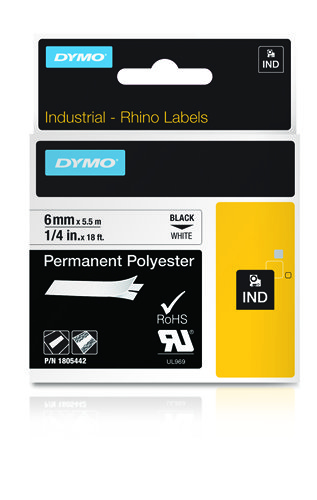 DYMO
IND
Industrial - Rhino Labels
DYMO
6mm x 5.5 m
1/4 in. x 18 ft.
BLACK
WHITE
Permanent Polyester
RoHS
UL969
P/N 1805442
IND